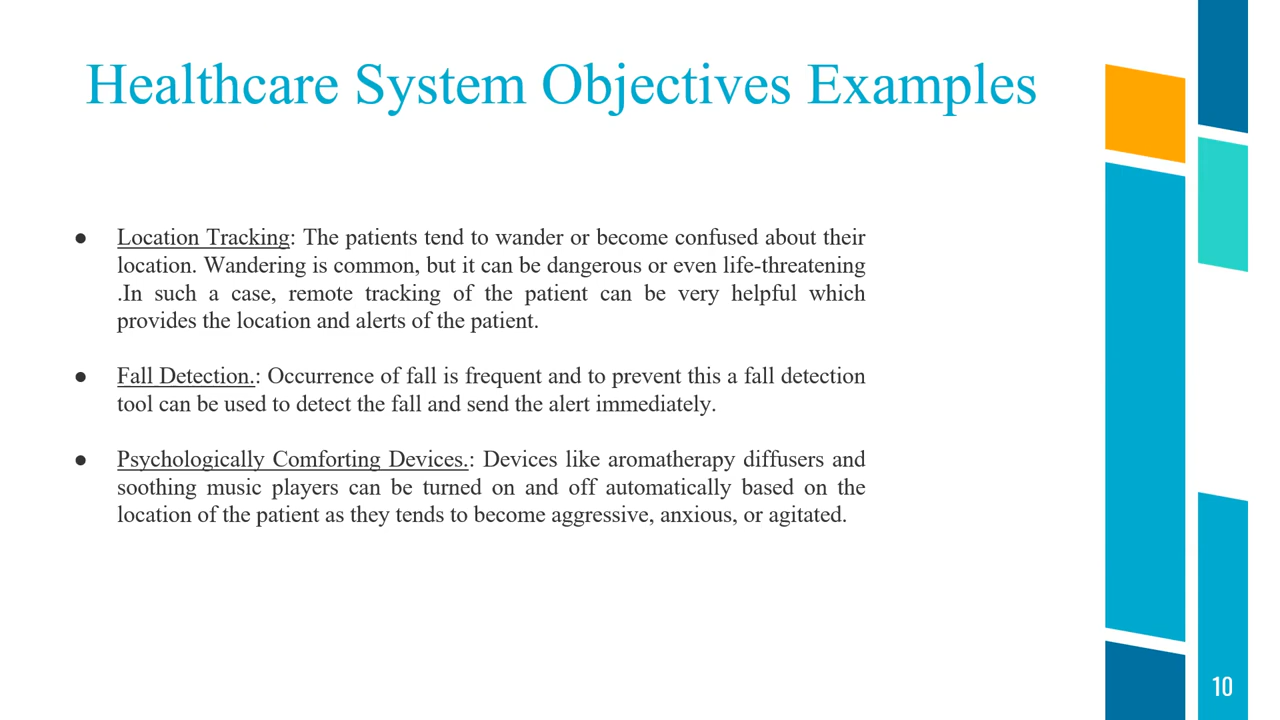 Healthcare System Objectives Examples
● Location Tracking: The patients tend to wander or become confused about their
location. Wandering is common, but it can be dangerous or even life-threatening
.In such a case, remote tracking of the patient can be very helpful which
provides the location and alerts of the patient.
● Fall Detection.: Occurrence of fall is frequent and to prevent this a fall detection
tool can be used to detect the fall and send the alert immediately.
● Psychologically Comforting Devices.: Devices like aromatherapy diffusers and
soothing music players can be turned on and off automatically based on the
location of the patient as they tends to become aggressive, anxious, or agitated.
10